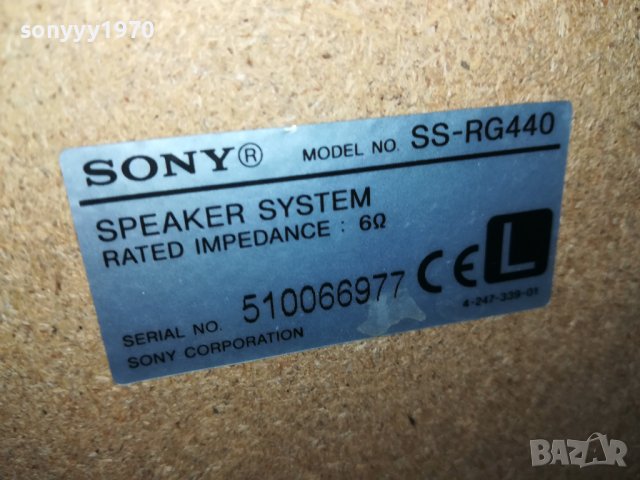 sonyyy1970
SONY® MODEL NO. SS-RG440
SPEAKER SYSTEM
RATED IMPEDANCE : 6Ω
CE L
SERIAL NO. 510066977
4-247-339-01
SONY CORPORATION
BAZAR